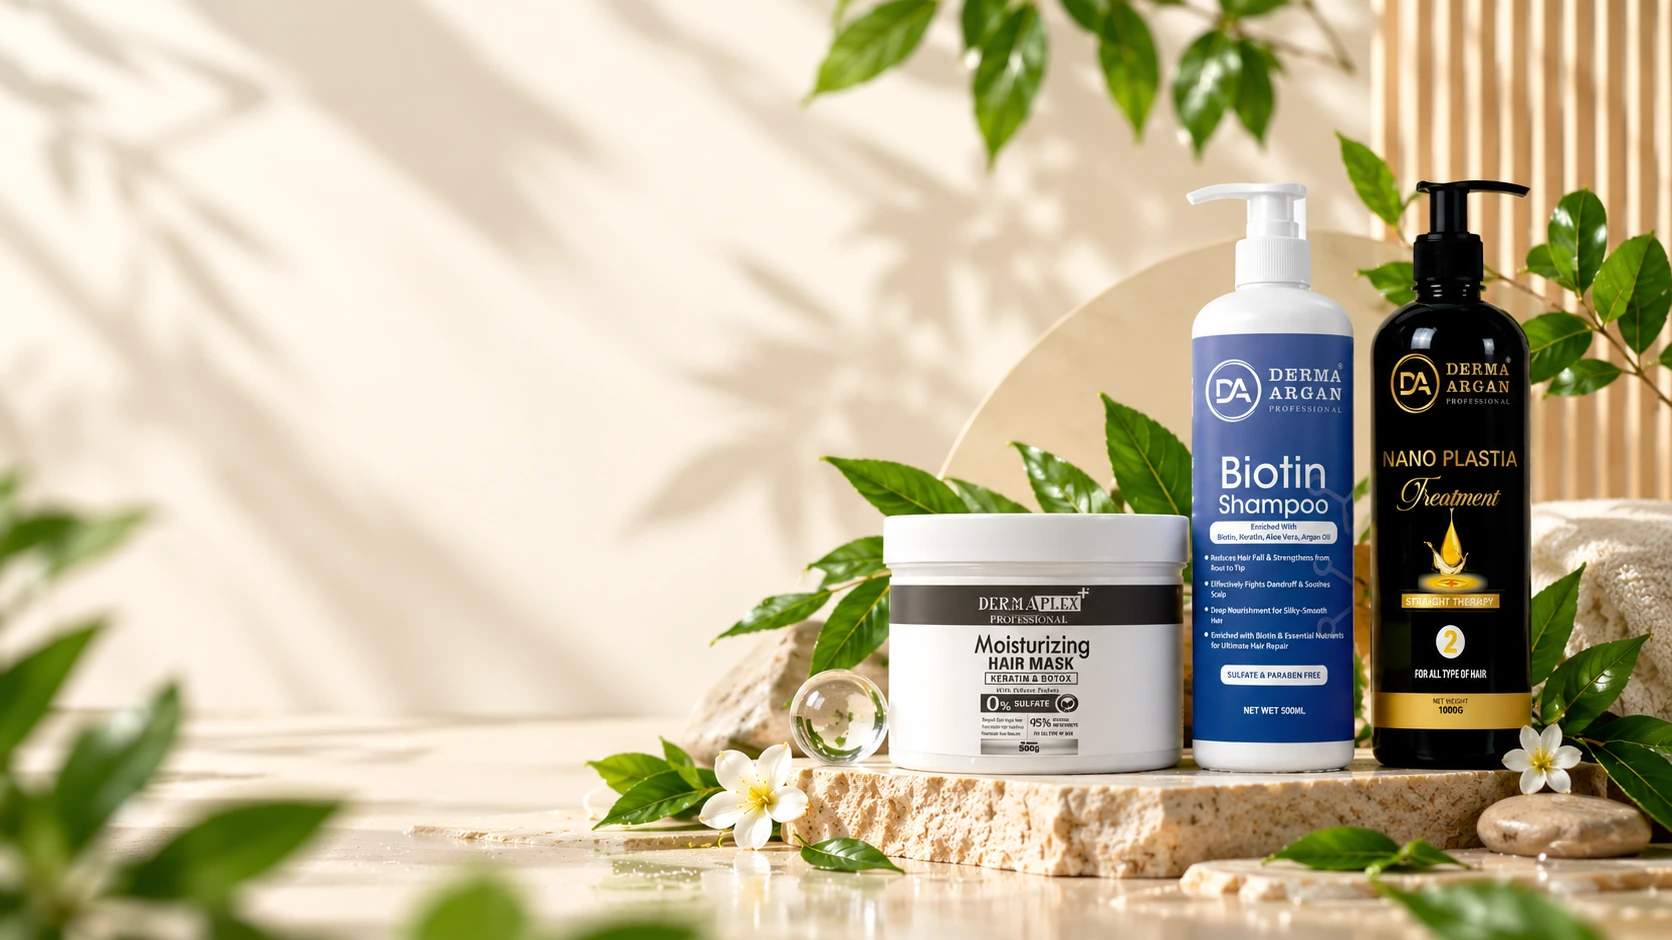 DERMAPLEX+
PROFESSIONAL
Moisturizing
HAIR MASK
KERATIN & BOTOX
0% SULFATE
95%
500g
DA
DERMA®
ARGAN
PROFESSIONAL
Biotin
Shampoo
Enriched With
Biotin, Keratin, Aloe Vera, Argan Oil
• Reduces Hair Fall & Strengthens from
Root to Tip
• Effectively Fights Dandruff & Soothes
Scalp
• Deep Nourishment for Silky-Smooth
Hair
• Enriched with Biotin & Essential Nutrients
for Ultimate Hair Repair
SULFATE & PARABEN FREE
NET WET 500ML
DA
DERMA®
ARGAN
PROFESSIONAL
NANO PLASTIA
Treatment
STRAIGHT THERAPY
2
FOR ALL TYPE OF HAIR
NET WEIGHT
1000G